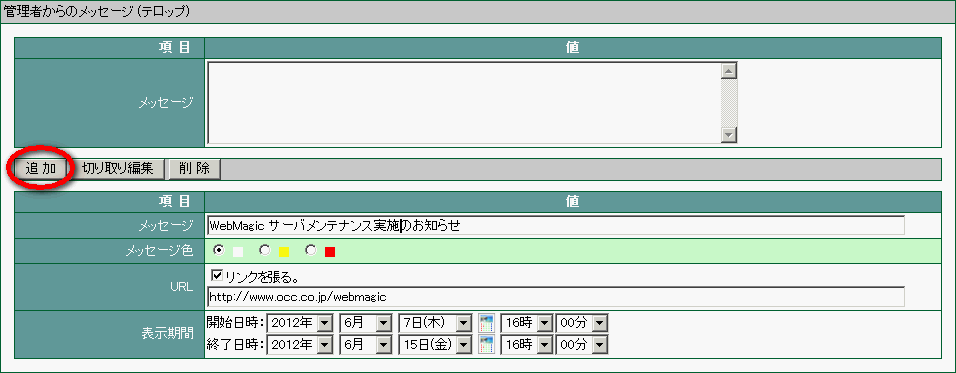 管理者からのメッセージ(テロップ)
項 目 値
メッセージ
追 加 切り取り編集 削 除
項 目 値
メッセージ WebMagic サーバメンテナンス実施のお知らせ
メッセージ色
URL リンクを張る。
http://www.occ.co.jp/webmagic
表示期間 開始日時: 2012年 6月 7日(木) 16時 00分
終了日時: 2012年 6月 15日(金) 16時 00分